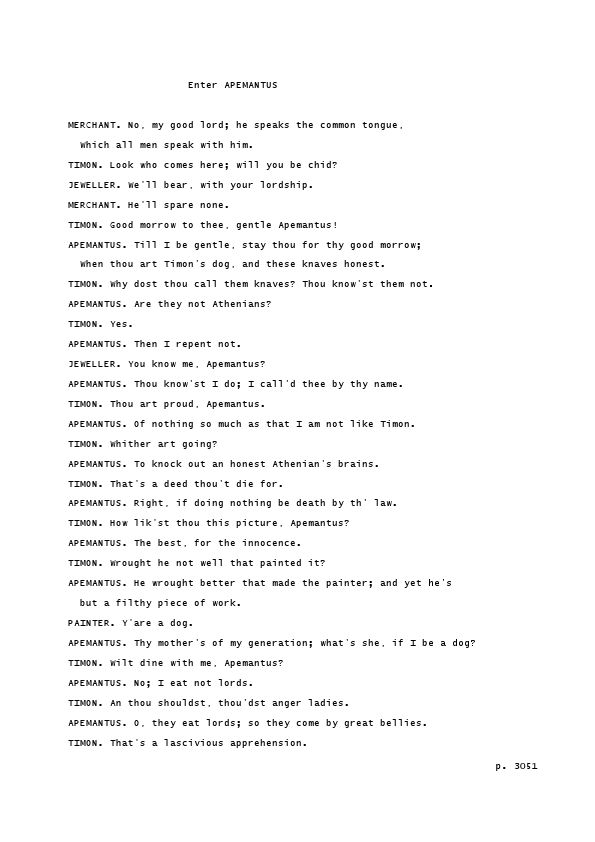 Enter APEMANTUS
MERCHANT. No, my good lord; he speaks the common tongue,
Which all men speak with him.
TIMON. Look who comes here; will you be chid?
JEWELLER. We'll bear, with your lordship.
MERCHANT. He'll spare none.
TIMON. Good morrow to thee, gentle Apemantus!
APEMANTUS. Till I be gentle, stay thou for thy good morrow;
When thou art Timon's dog, and these knaves honest.
TIMON. Why dost thou call them knaves? Thou know'st them not.
APEMANTUS. Are they not Athenians?
TIMON. Yes.
APEMANTUS. Then I repent not.
JEWELLER. You know me, Apemantus?
APEMANTUS. Thou know'st I do; I call'd thee by thy name.
TIMON. Thou art proud, Apemantus.
APEMANTUS. Of nothing so much as that I am not like Timon.
TIMON. Whither art going?
APEMANTUS. To knock out an honest Athenian's brains.
TIMON. That's a deed thou't die for.
APEMANTUS. Right, if doing nothing be death by th' law.
TIMON. How lik'st thou this picture, Apemantus?
APEMANTUS. The best, for the innocence.
TIMON. Wrought he not well that painted it?
APEMANTUS. He wrought better that made the painter; and yet he's
but a filthy piece of work.
PAINTER. Y'are a dog.
APEMANTUS. Thy mother's of my generation; what's she, if I be a dog?
TIMON. Wilt dine with me, Apemantus?
APEMANTUS. No; I eat not lords.
TIMON. An thou shouldst, thou'dst anger ladies.
APEMANTUS. O, they eat lords; so they come by great bellies.
TIMON. That's a lascivious apprehension.
p. 3051